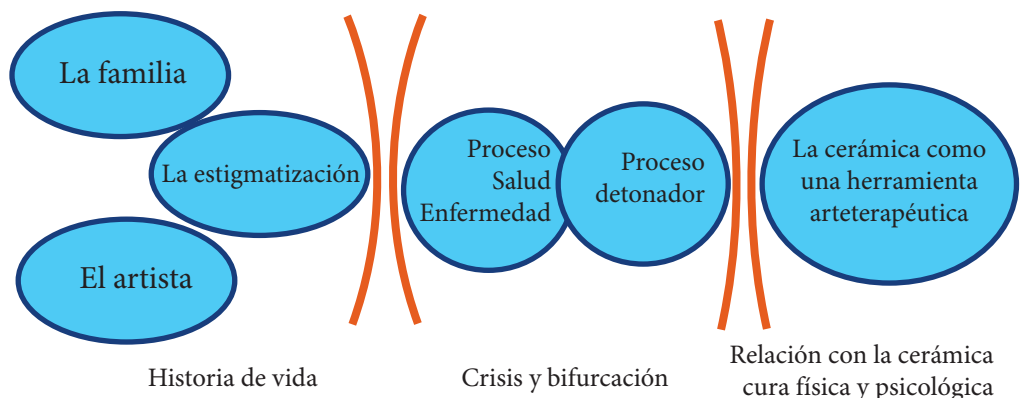 La familia
La estigmatización
El artista
Proceso
Salud
Enfermedad
Proceso
detonador
La cerámica como
una herramienta
arteterapéutica
Historia de vida
Crisis y bifurcación
Relación con la cerámica
cura física y psicológica